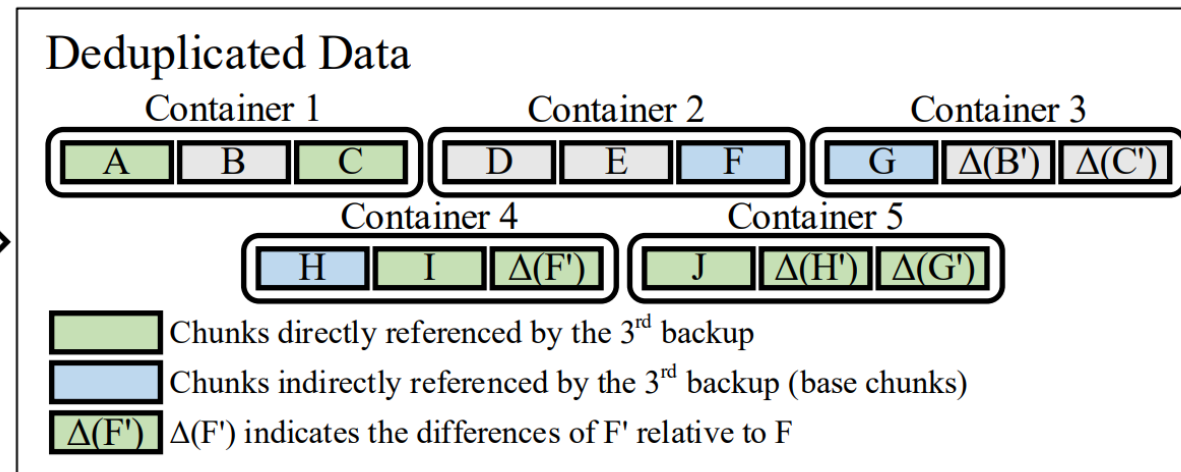 Deduplicated Data
Container 1 Container 2 Container 3
A B C D E F G Δ(B') Δ(C')
Container 4 Container 5
H I Δ(F') J Δ(H') Δ(G')
Chunks directly referenced by the 3rd backup
Chunks indirectly referenced by the 3rd backup (base chunks)
Δ(F') Δ(F') indicates the differences of F' relative to F